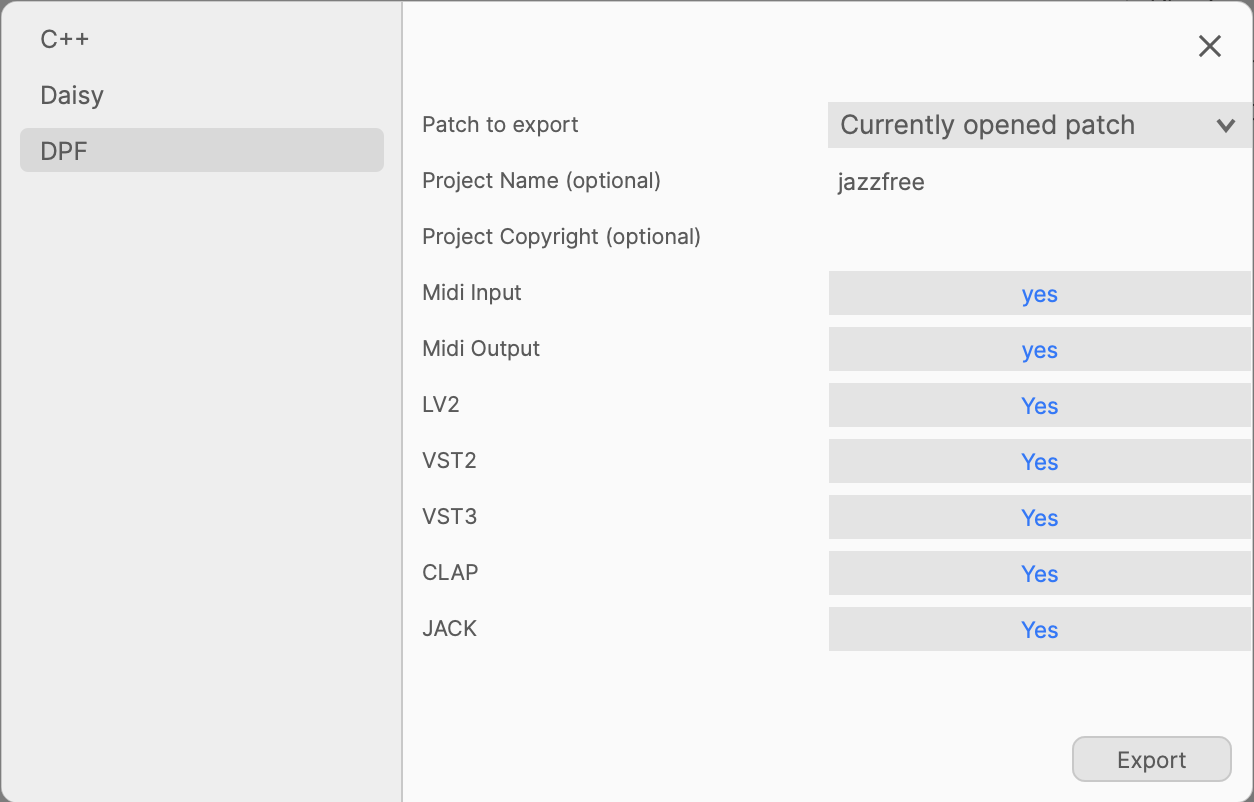 C++
Daisy
DPF
Patch to export Currently opened patch
Project Name (optional) jazzfree
Project Copyright (optional)
Midi Input yes
Midi Output yes
LV2 Yes
VST2 Yes
VST3 Yes
CLAP Yes
JACK Yes
Export